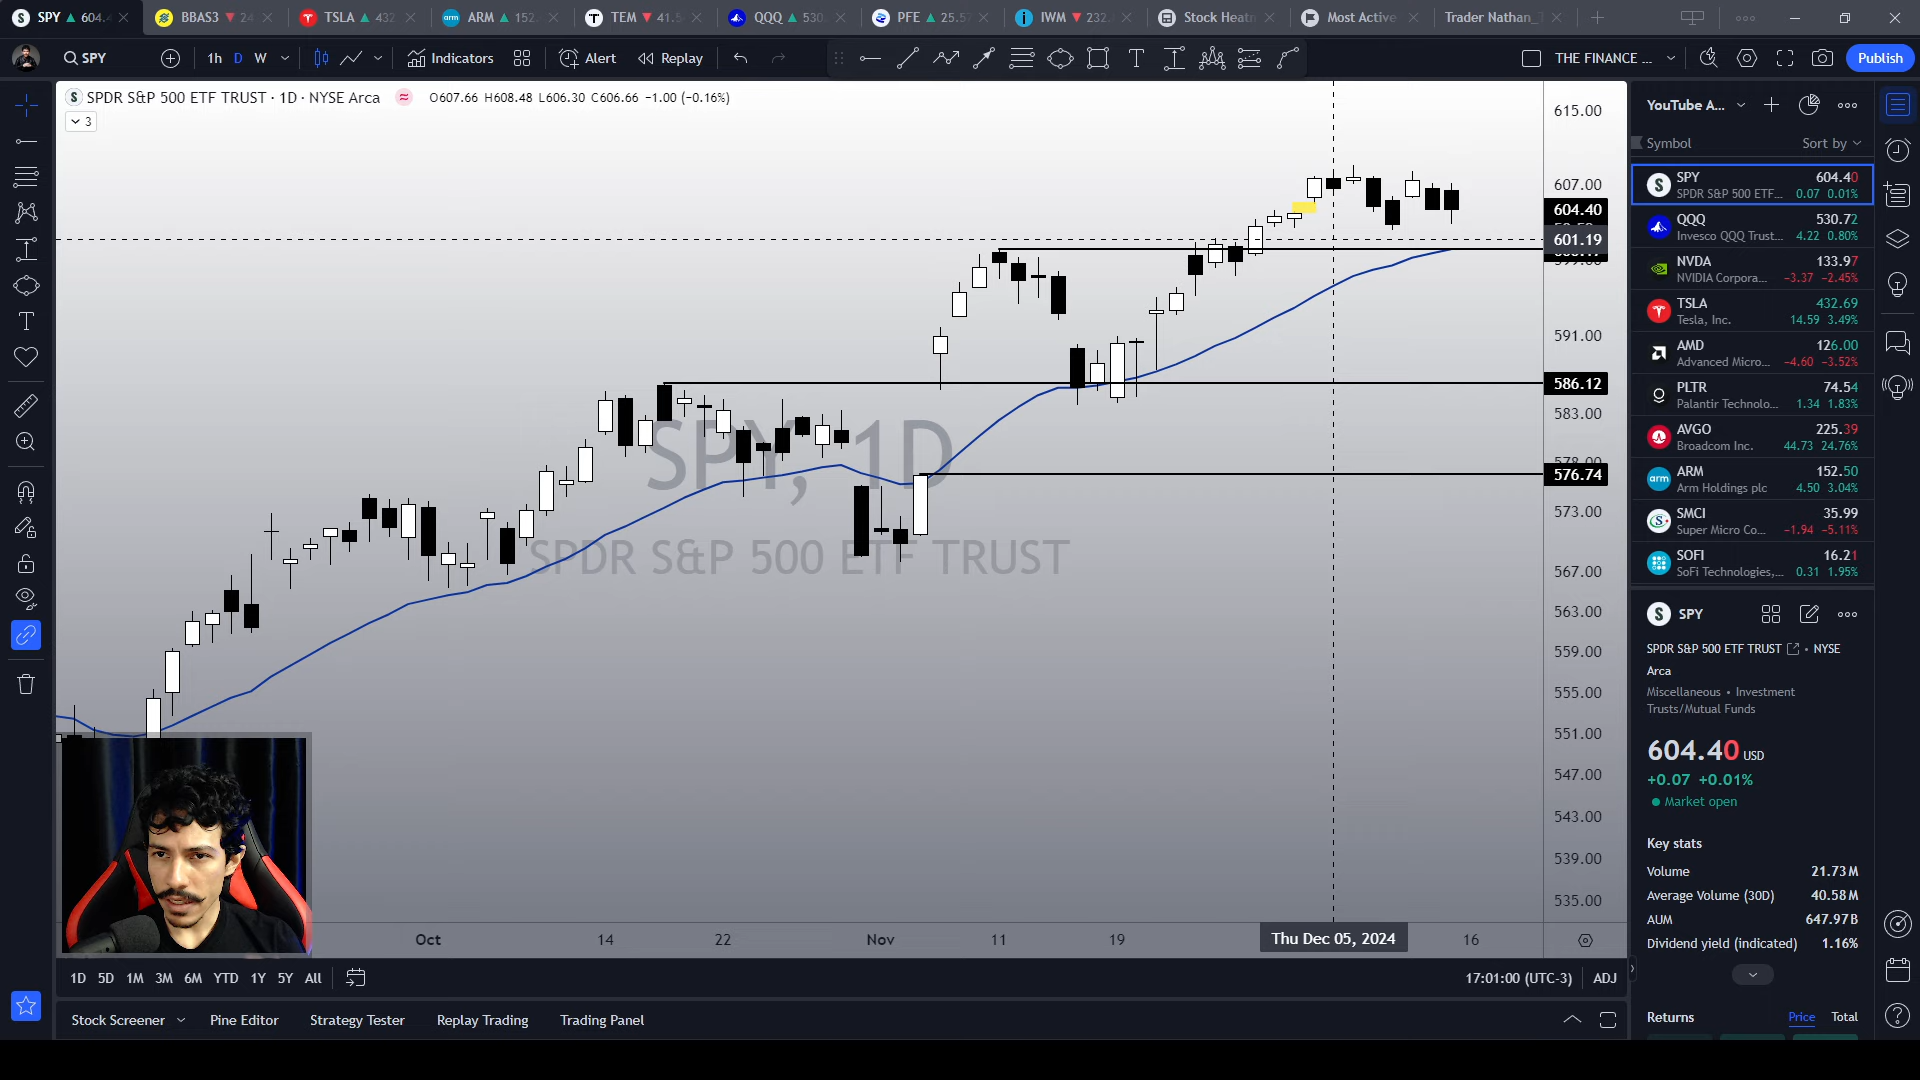 SPY ▲ 604.
BBAS3 ▼ 24
TSLA ▲ 432
ARM ▲ 152.
TEM ▼ 41.5
QQQ ▲ 530.
PFE ▲ 25.57
IWM ▼ 232.
Stock Heatm
Most Active
Trader Nathan_
SPY
1h D W
Indicators
Alert
Replay
THE FINANCE ...
Publish
SPDR S&P 500 ETF TRUST · 1D · NYSE Arca
O607.66 H608.48 L606.30 C606.66 −1.00 (−0.16%)
3
615.00
607.00
604.40
601.19
591.00
586.12
583.00
576.74
573.00
567.00
563.00
559.00
555.00
551.00
547.00
543.00
539.00
535.00
SPY, 1D
SPDR S&P 500 ETF TRUST
Oct 14 22 Nov 11 19 Thu Dec 05, 2024 16
1D 5D 1M 3M 6M YTD 1Y 5Y All
17:01:00 (UTC-3) ADJ
Stock Screener
Pine Editor
Strategy Tester
Replay Trading
Trading Panel
YouTube A...
Symbol Sort by
SPY 604.40
SPDR S&P 500 ETF... 0.07 0.01%
QQQ 530.72
Invesco QQQ Trust... 4.22 0.80%
NVDA 133.97
NVIDIA Corpora... −3.37 −2.45%
TSLA 432.69
Tesla, Inc. 14.59 3.49%
AMD 126.00
Advanced Micro... −4.60 −3.52%
PLTR 74.54
Palantir Technolo... 1.34 1.83%
AVGO 225.39
Broadcom Inc. 44.73 24.76%
ARM 152.50
Arm Holdings plc 4.50 3.04%
SMCI 35.99
Super Micro Co... −1.94 −5.11%
SOFI 16.21
SoFi Technologies,... 0.31 1.95%
SPY
SPDR S&P 500 ETF TRUST • NYSE
Arca
Miscellaneous • Investment
Trusts/Mutual Funds
604.40 USD
+0.07 +0.01%
Market open
Key stats
Volume 21.73M
Average Volume (30D) 40.58M
AUM 647.97B
Dividend yield (indicated) 1.16%
Returns Price Total